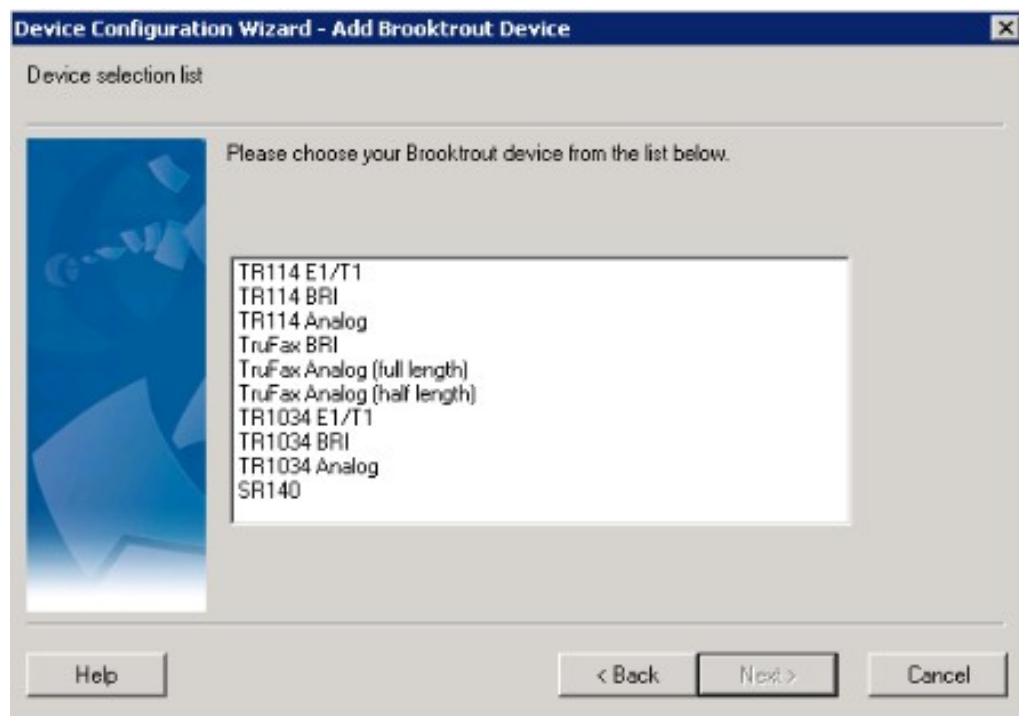 Device Configuration Wizard - Add Brooktrout Device
Device selection list
Please choose your Brooktrout device from the list below.
TR114 E1/T1
TR114 BRI
TR114 Analog
TruFax BRI
TruFax Analog (full length)
TruFax Analog (half length)
TR1034 E1/T1
TR1034 BRI
TR1034 Analog
SR140
Help
< Back
Next >
Cancel